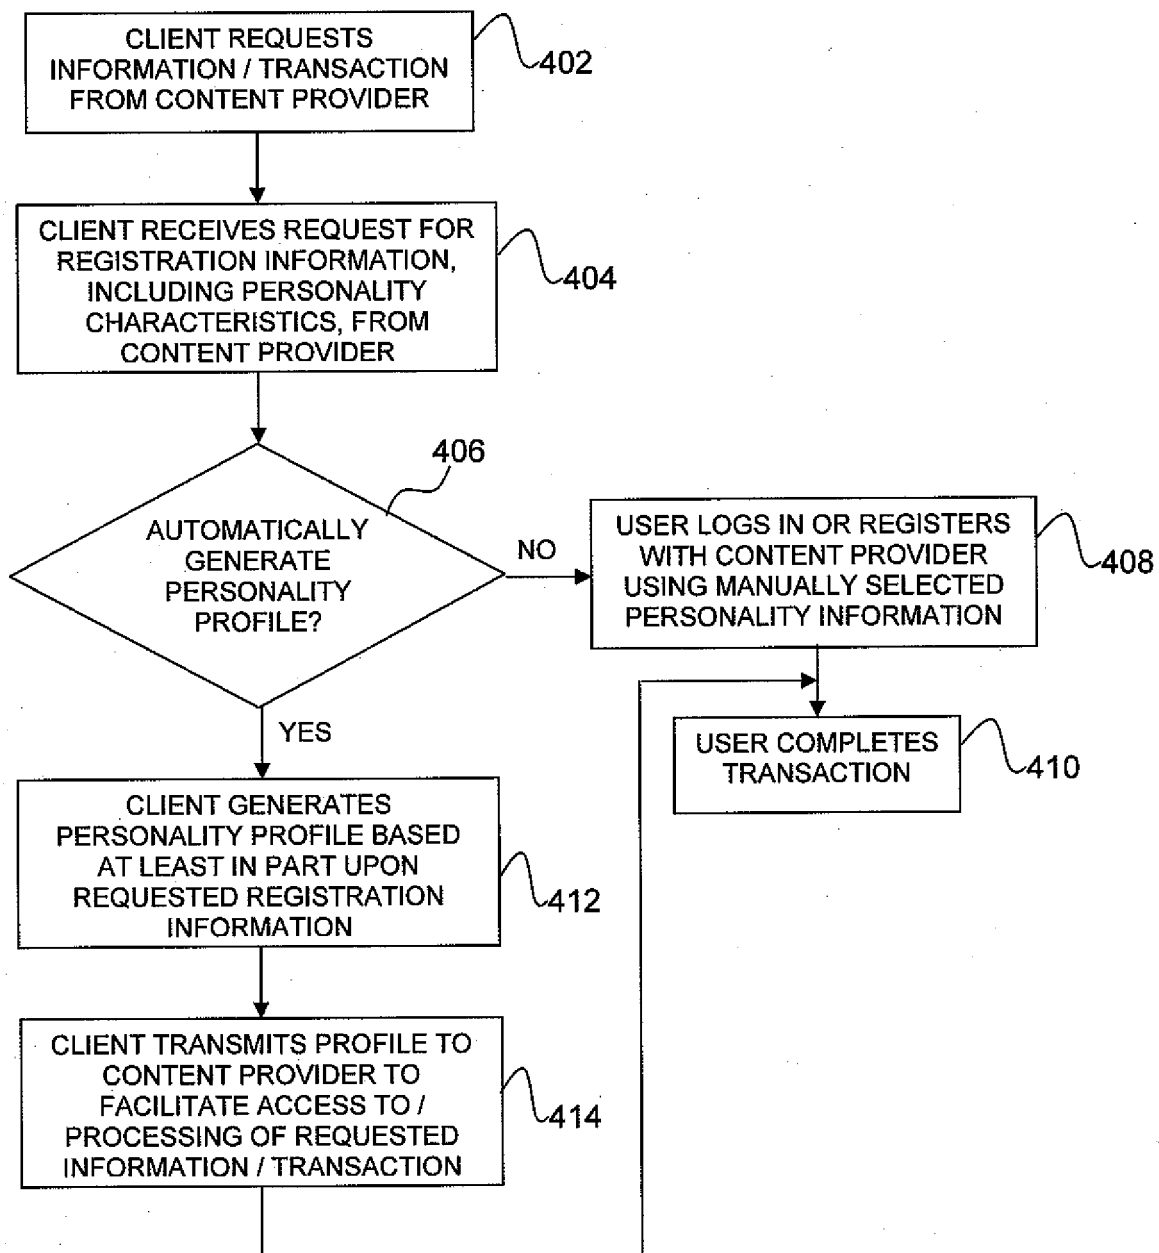 CLIENT REQUESTS
INFORMATION / TRANSACTION
FROM CONTENT PROVIDER
402
CLIENT RECEIVES REQUEST FOR
REGISTRATION INFORMATION,
INCLUDING PERSONALITY
CHARACTERISTICS, FROM
CONTENT PROVIDER
404
406
AUTOMATICALLY
GENERATE
PERSONALITY
PROFILE?
NO
USER LOGS IN OR REGISTERS
WITH CONTENT PROVIDER
USING MANUALLY SELECTED
PERSONALITY INFORMATION
408
YES
USER COMPLETES
TRANSACTION
410
CLIENT GENERATES
PERSONALITY PROFILE BASED
AT LEAST IN PART UPON
REQUESTED REGISTRATION
INFORMATION
412
CLIENT TRANSMITS PROFILE TO
CONTENT PROVIDER TO
FACILITATE ACCESS TO /
PROCESSING OF REQUESTED
INFORMATION / TRANSACTION
414